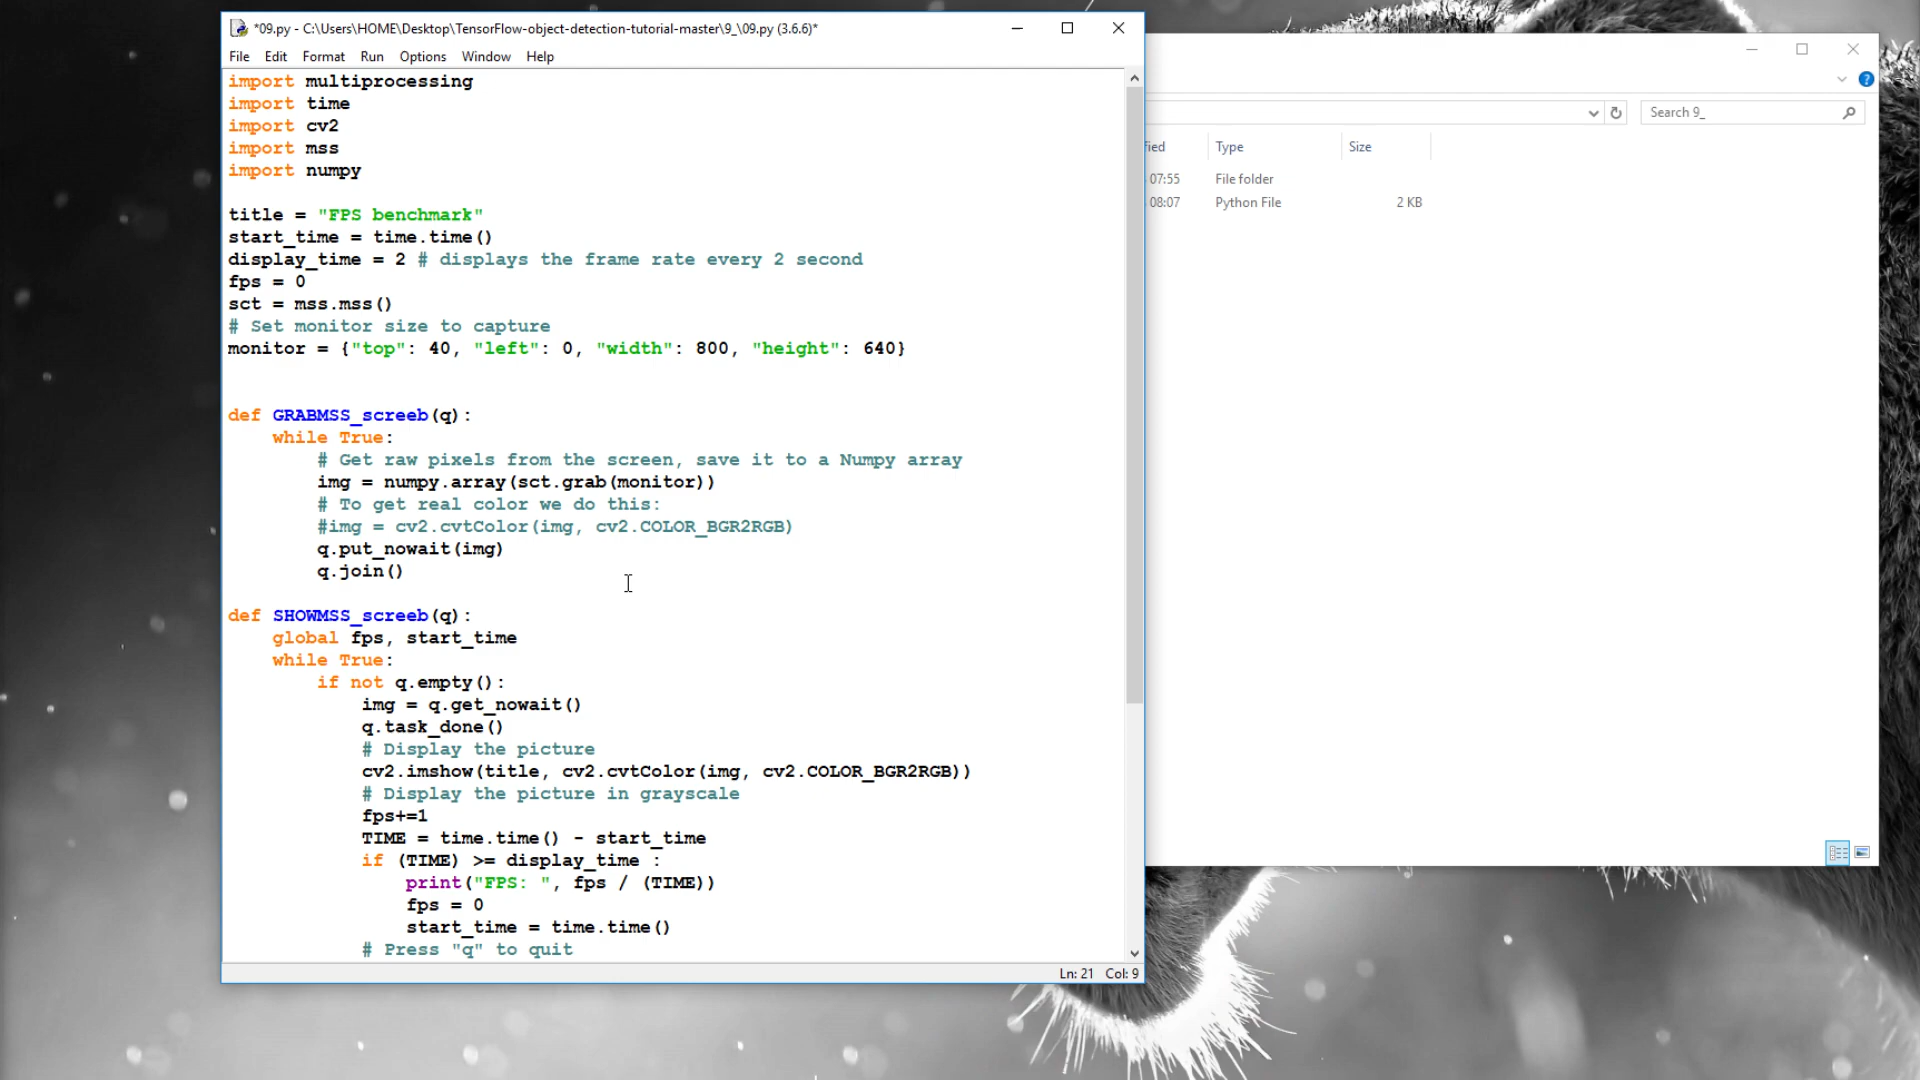 *09.py - C:\Users\HOME\Desktop\TensorFlow-object-detection-tutorial-master\9_\09.py (3.6.6)*
File Edit Format Run Options Window Help
import multiprocessing
import time
import cv2
import mss
import numpy
title = "FPS benchmark"
start_time = time.time()
display_time = 2 # displays the frame rate every 2 second
fps = 0
sct = mss.mss()
# Set monitor size to capture
monitor = {"top": 40, "left": 0, "width": 800, "height": 640}
def GRABMSS_screeb(q):
    while True:
        # Get raw pixels from the screen, save it to a Numpy array
        img = numpy.array(sct.grab(monitor))
        # To get real color we do this:
        #img = cv2.cvtColor(img, cv2.COLOR_BGR2RGB)
        q.put_nowait(img)
        q.join()
def SHOWMSS_screeb(q):
    global fps, start_time
    while True:
        if not q.empty():
            img = q.get_nowait()
            q.task_done()
            # Display the picture
            cv2.imshow(title, cv2.cvtColor(img, cv2.COLOR_BGR2RGB))
            # Display the picture in grayscale
            fps+=1
            TIME = time.time() - start_time
            if (TIME) >= display_time :
                print("FPS: ", fps / (TIME))
                fps = 0
                start_time = time.time()
            # Press "q" to quit
Ln: 21 Col: 9
Search 9_
Type Size
07:55 File folder
08:07 Python File 2 KB